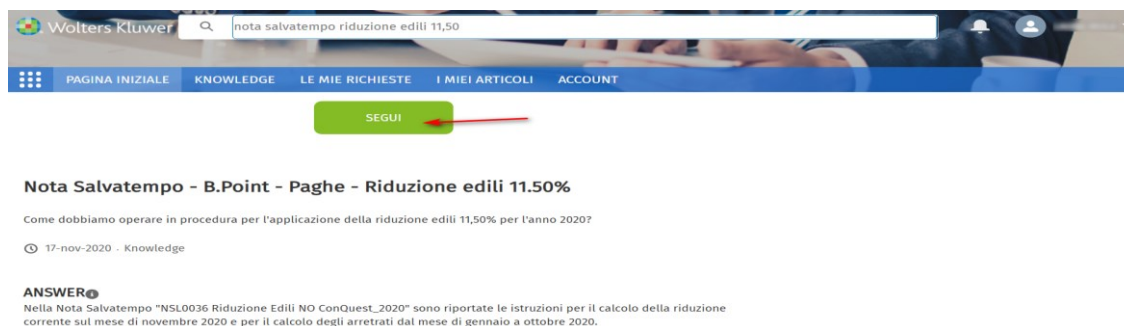 Wolters Kluwer
nota salvatempo riduzione edili 11,50
PAGINA INIZIALE KNOWLEDGE LE MIE RICHIESTE I MIEI ARTICOLI ACCOUNT
SEGUI
Nota Salvatempo - B.Point - Paghe - Riduzione edili 11.50%
Come dobbiamo operare in procedura per l'applicazione della riduzione edili 11,50% per l'anno 2020?
17-nov-2020 - Knowledge
ANSWER
Nella Nota Salvatempo "NSL0036 Riduzione Edili NO ConQuest_2020" sono riportate le istruzioni per il calcolo della riduzione
corrente sul mese di novembre 2020 e per il calcolo degli arretrati dal mese di gennaio a ottobre 2020.